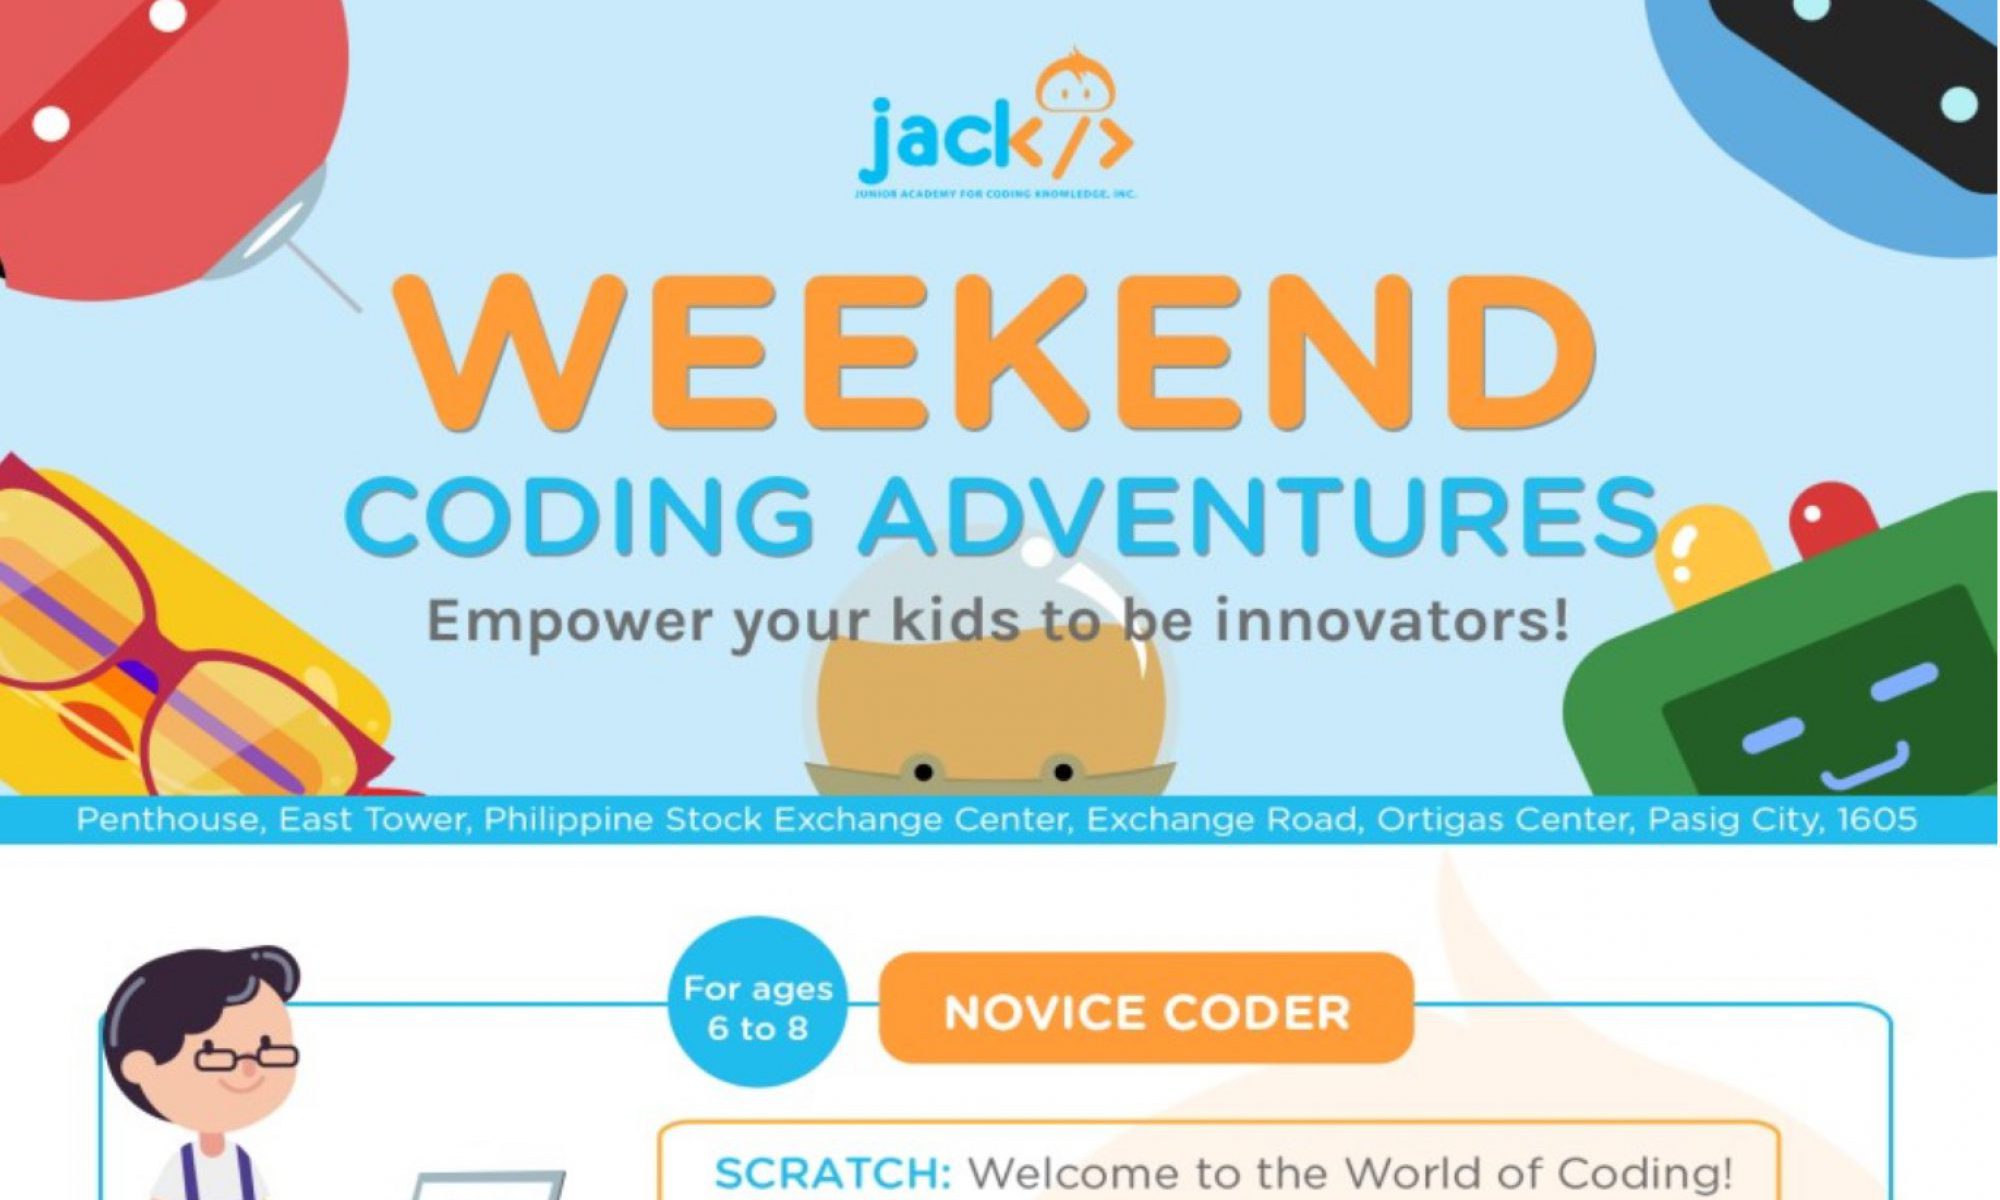 jack</>
JUNIOR ACADEMY FOR CODING KNOWLEDGE, INC.
WEEKEND
CODING ADVENTURES
Empower your kids to be innovators!
Penthouse, East Tower, Philippine Stock Exchange Center, Exchange Road, Ortigas Center, Pasig City, 1605
For ages
6 to 8
NOVICE CODER
SCRATCH: Welcome to the World of Coding!